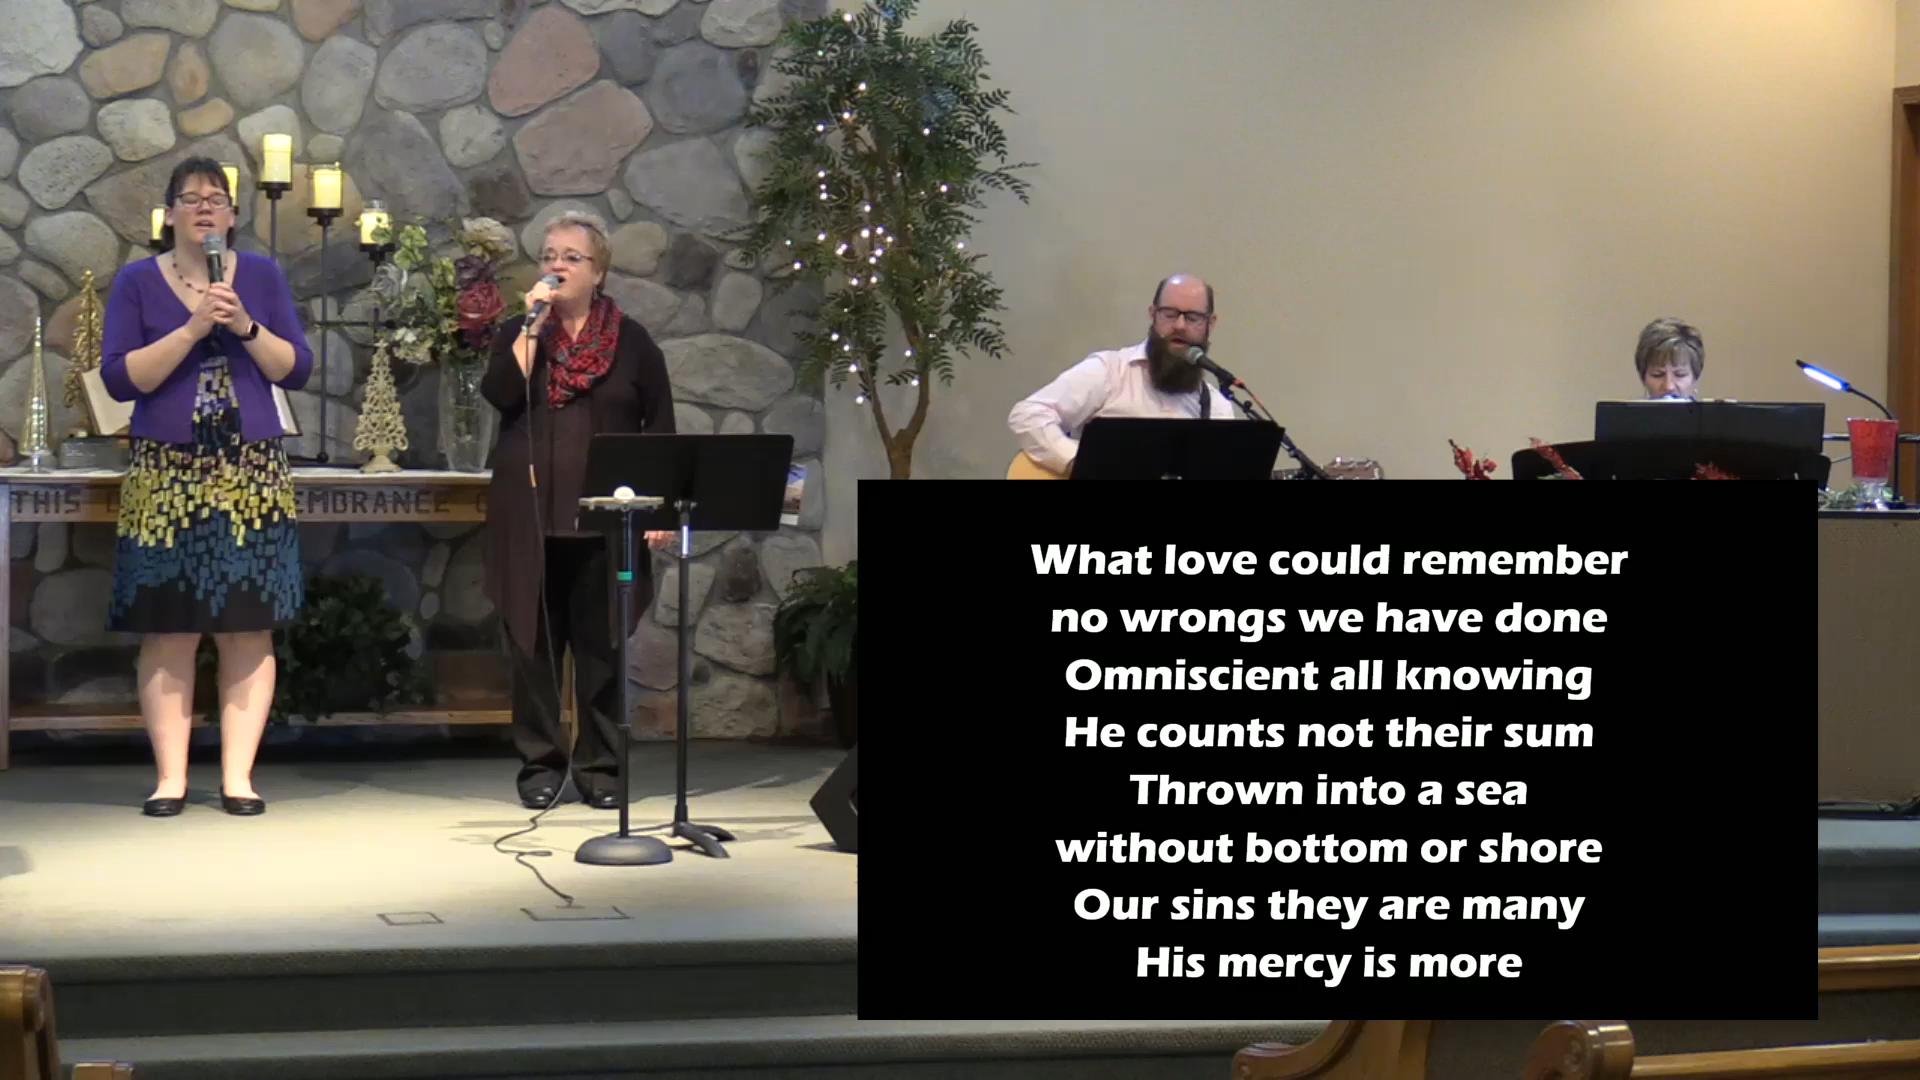 THIS
EMBRANCE
What love could remember
no wrongs we have done
Omniscient all knowing
He counts not their sum
Thrown into a sea
without bottom or shore
Our sins they are many
His mercy is more